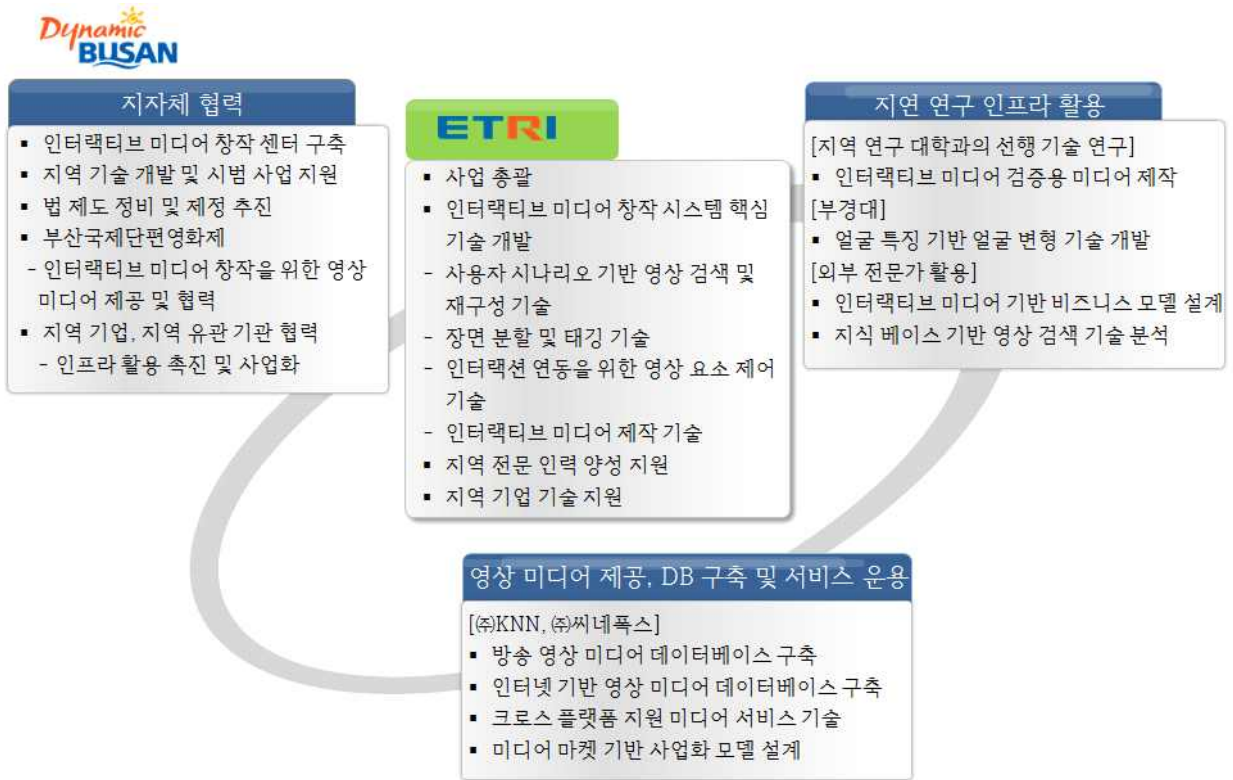 Dynamic
BUSAN
지자체 협력
▪ 인터랙티브 미디어 창작 센터 구축
▪ 지역 기술 개발 및 시범 사업 지원
▪ 법 제도 정비 및 제정 추진
▪ 부산국제단편영화제
- 인터랙티브 미디어 창작을 위한 영상
미디어 제공 및 협력
▪ 지역 기업, 지역 유관 기관 협력
- 인프라 활용 촉진 및 사업화
ETRI
▪ 사업 총괄
▪ 인터랙티브 미디어 창작 시스템 핵심
기술 개발
- 사용자 시나리오 기반 영상 검색 및
재구성 기술
- 장면 분할 및 태깅 기술
- 인터랙션 연동을 위한 영상 요소 제어
기술
- 인터랙티브 미디어 제작 기술
▪ 지역 전문 인력 양성 지원
▪ 지역 기업 기술 지원
지연 연구 인프라 활용
[지역 연구 대학과의 선행 기술 연구]
▪ 인터랙티브 미디어 검증용 미디어 제작
[부경대]
▪ 얼굴 특징 기반 얼굴 변형 기술 개발
[외부 전문가 활용]
▪ 인터랙티브 미디어 기반 비즈니스 모델 설계
▪ 지식 베이스 기반 영상 검색 기술 분석
영상 미디어 제공, DB 구축 및 서비스 운용
[㈜KNN, ㈜씨네폭스]
▪ 방송 영상 미디어 데이터베이스 구축
▪ 인터넷 기반 영상 미디어 데이터베이스 구축
▪ 크로스 플랫폼 지원 미디어 서비스 기술
▪ 미디어 마켓 기반 사업화 모델 설계